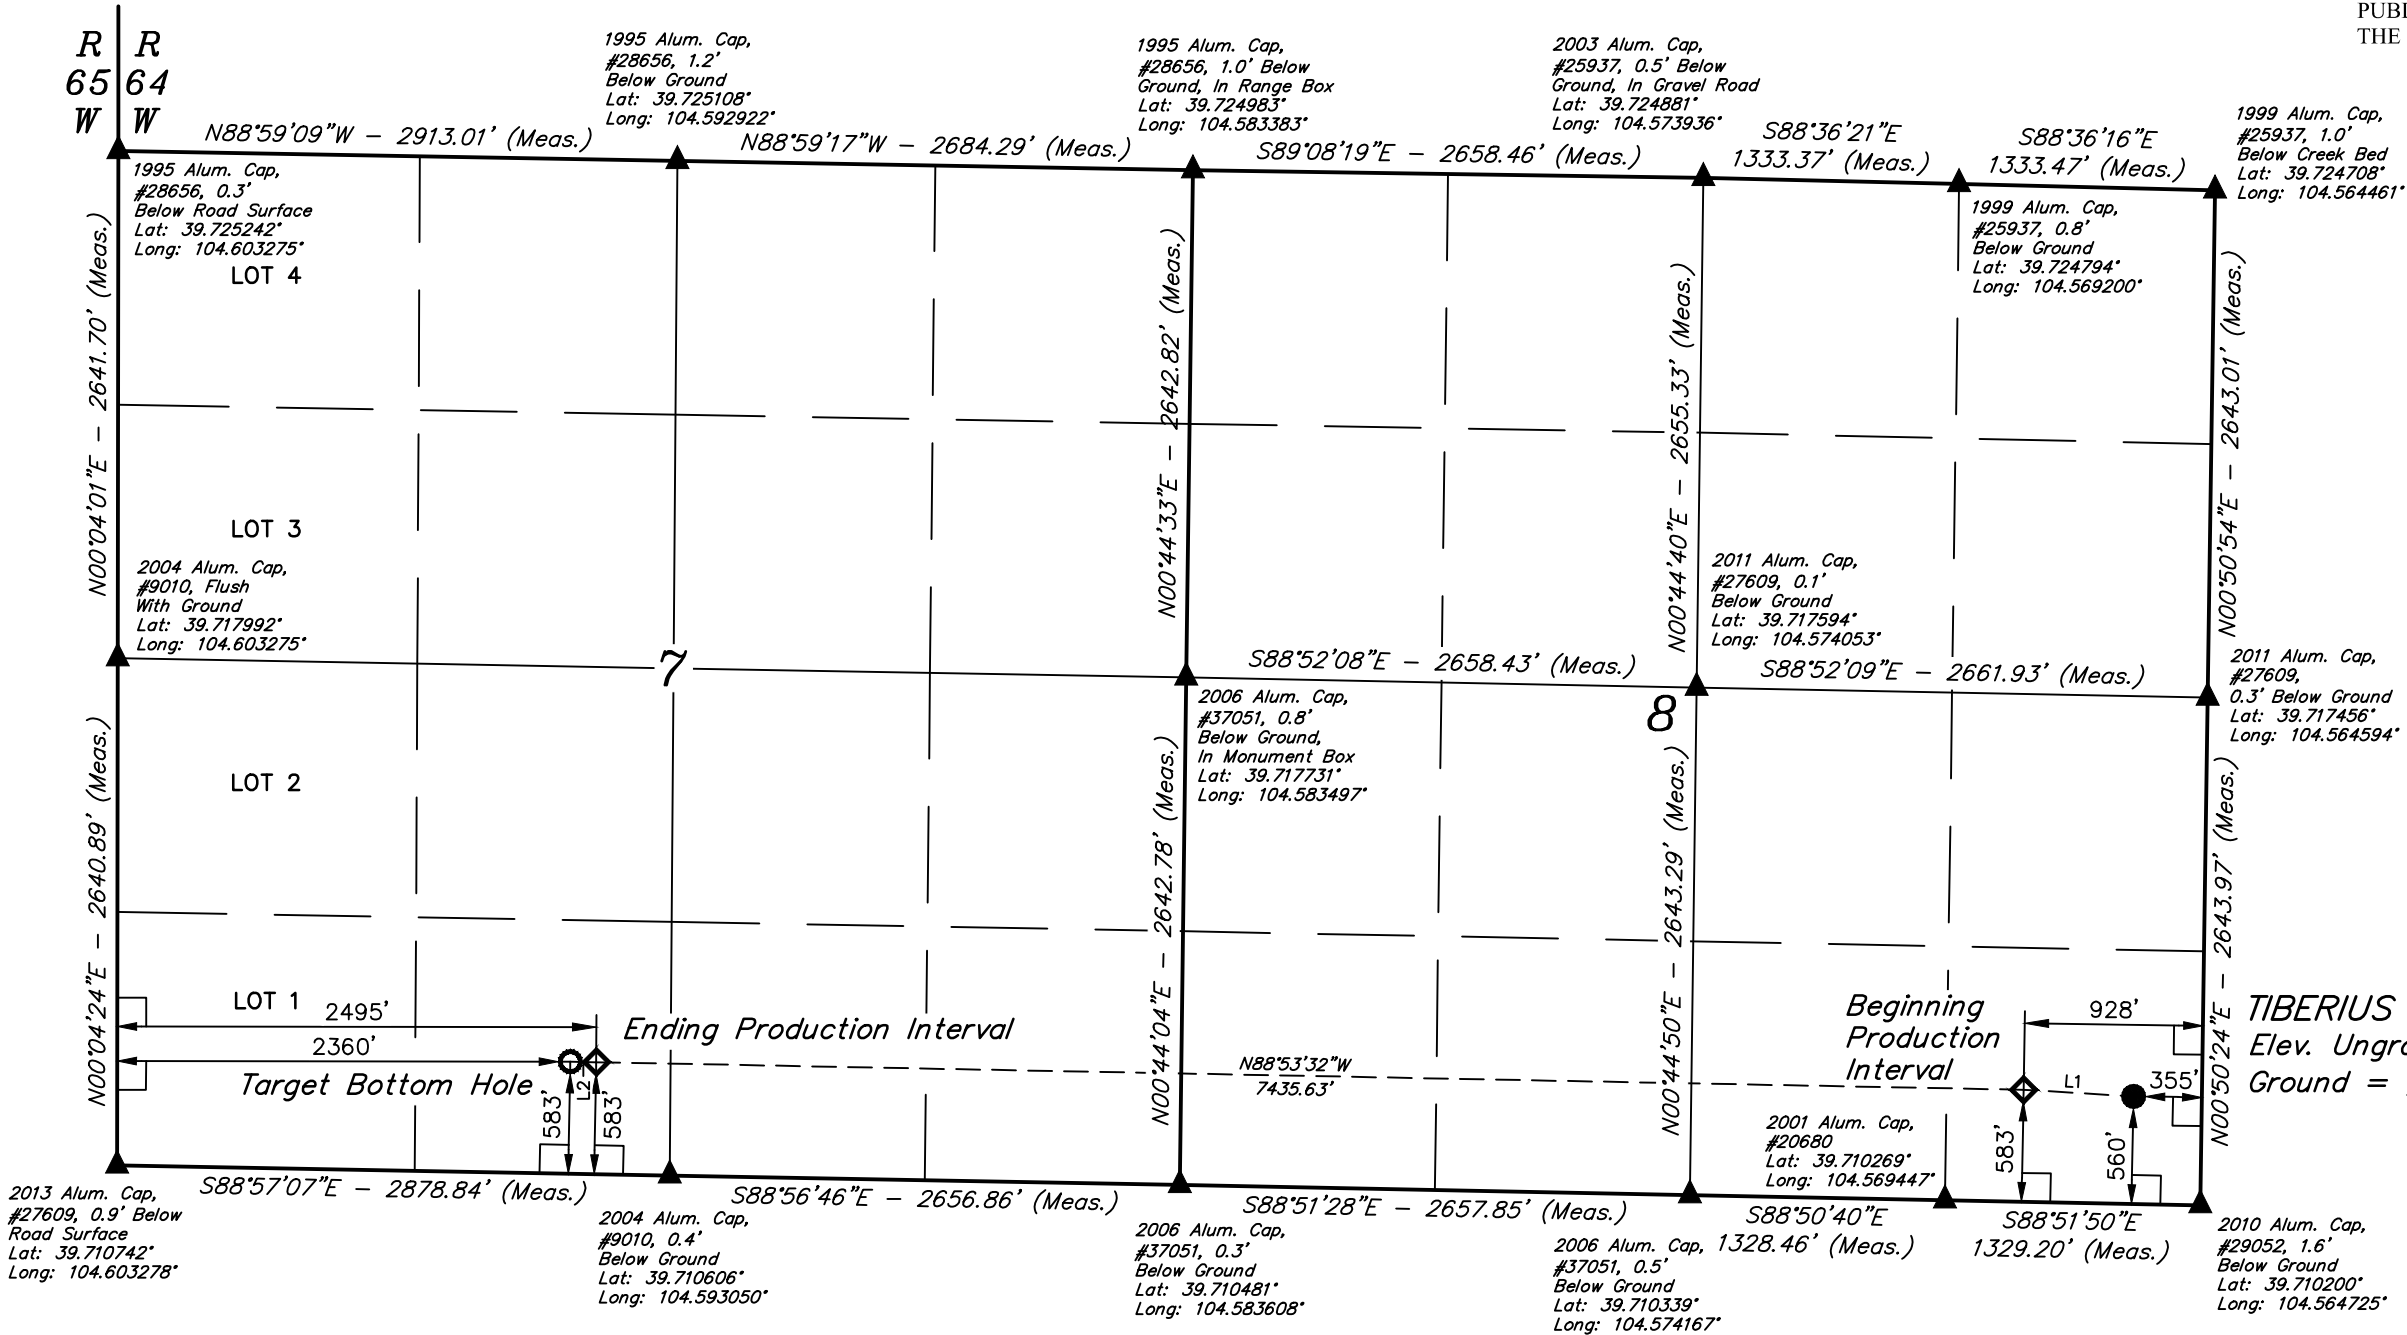 PUBL
THE
R R
65 64
W W
1995 Alum. Cap,
#28656, 1.2'
Below Ground
Lat: 39.725108°
Long: 104.592922°
1995 Alum. Cap,
#28656, 1.0' Below
Ground, In Range Box
Lat: 39.724983°
Long: 104.583383°
2003 Alum. Cap,
#25937, 0.5' Below
Ground, In Gravel Road
Lat: 39.724881°
Long: 104.573936°
1999 Alum. Cap,
#25937, 1.0'
Below Creek Bed
Lat: 39.724708°
Long: 104.564461°
N88°59'09"W - 2913.01' (Meas.)
N88°59'17"W - 2684.29' (Meas.)
S89°08'19"E - 2658.46' (Meas.)
S88°36'21"E
1333.37' (Meas.)
S88°36'16"E
1333.47' (Meas.)
1995 Alum. Cap,
#28656, 0.3'
Below Road Surface
Lat: 39.725242°
Long: 104.603275°
1999 Alum. Cap,
#25937, 0.8'
Below Ground
Lat: 39.724794°
Long: 104.569200°
LOT 4
N00°04'01"E - 2641.70' (Meas.)
N00°44'33"E - 2642.82' (Meas.)
N00°44'40"E - 2655.33' (Meas.)
N00°50'54"E - 2643.01' (Meas.)
LOT 3
2004 Alum. Cap,
#9010, Flush
With Ground
Lat: 39.717992°
Long: 104.603275°
2011 Alum. Cap,
#27609, 0.1'
Below Ground
Lat: 39.717594°
Long: 104.574053°
7
S88°52'08"E - 2658.43' (Meas.)
S88°52'09"E - 2661.93' (Meas.)
2011 Alum. Cap,
#27609,
0.3' Below Ground
Lat: 39.717456°
Long: 104.564594°
2006 Alum. Cap,
#37051, 0.8'
Below Ground,
In Monument Box
Lat: 39.717731°
Long: 104.583497°
8
LOT 2
N00°04'24"E - 2640.89' (Meas.)
N00°44'04"E - 2642.78' (Meas.)
N00°44'50"E - 2643.29' (Meas.)
N00°50'24"E - 2643.97' (Meas.)
LOT 1
2495'
Ending Production Interval
2360'
Target Bottom Hole
L2
583'
583'
N88°53'32"W
7435.63'
Beginning
Production
Interval
928'
L1
355'
583'
560'
TIBERIUS
Elev. Ungra
Ground =
2001 Alum. Cap,
#20680
Lat: 39.710269°
Long: 104.569447°
S88°57'07"E - 2878.84' (Meas.)
S88°56'46"E - 2656.86' (Meas.)
S88°51'28"E - 2657.85' (Meas.)
S88°50'40"E
1328.46' (Meas.)
S88°51'50"E
1329.20' (Meas.)
2013 Alum. Cap,
#27609, 0.9' Below
Road Surface
Lat: 39.710742°
Long: 104.603278°
2004 Alum. Cap,
#9010, 0.4'
Below Ground
Lat: 39.710606°
Long: 104.593050°
2006 Alum. Cap,
#37051, 0.3'
Below Ground
Lat: 39.710481°
Long: 104.583608°
2006 Alum. Cap,
#37051, 0.5'
Below Ground
Lat: 39.710339°
Long: 104.574167°
2010 Alum. Cap,
#29052, 1.6'
Below Ground
Lat: 39.710200°
Long: 104.564725°